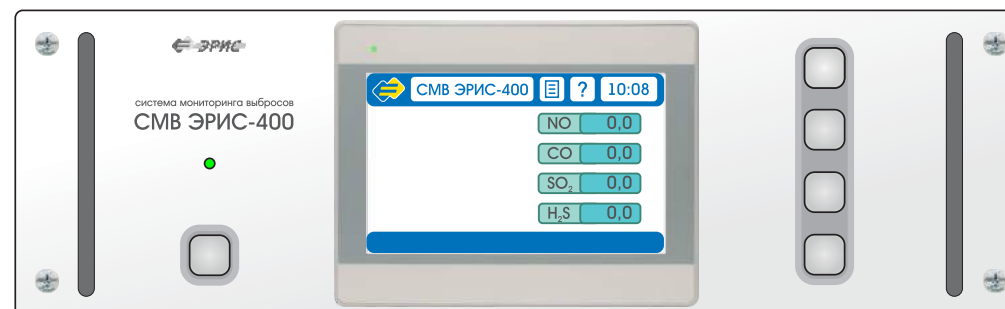 ЭРИС
система мониторинга выбросов
СМВ ЭРИС-400
СМВ ЭРИС-400 ? 10:08
NO 0,0
CO 0,0
SO₂ 0,0
H₂S 0,0